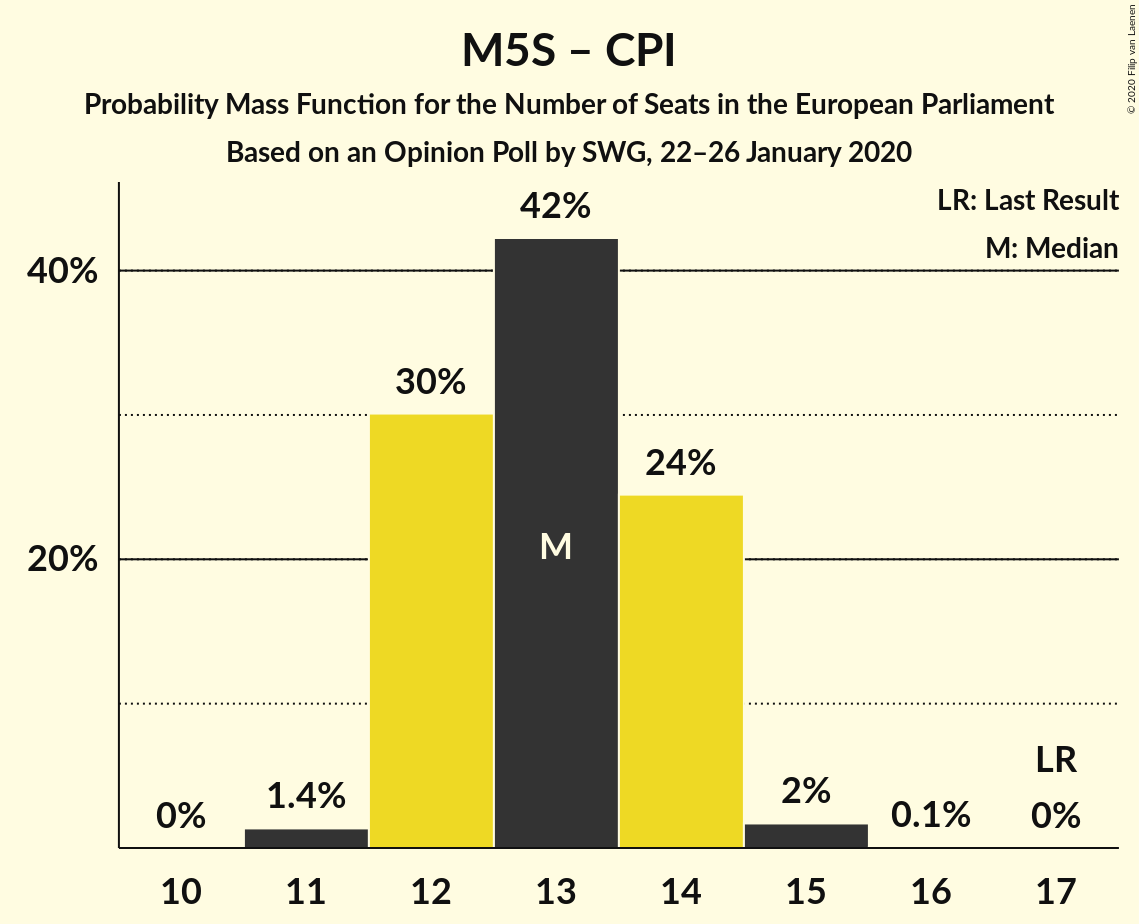 M5S – CPI
Probability Mass Function for the Number of Seats in the European Parliament
Based on an Opinion Poll by SWG, 22–26 January 2020
© 2020 Filip van Laenen
LR: Last Result
M: Median
40%
20%
0%
1.4%
30%
42%
M
24%
2%
0.1%
LR
0%
10 11 12 13 14 15 16 17